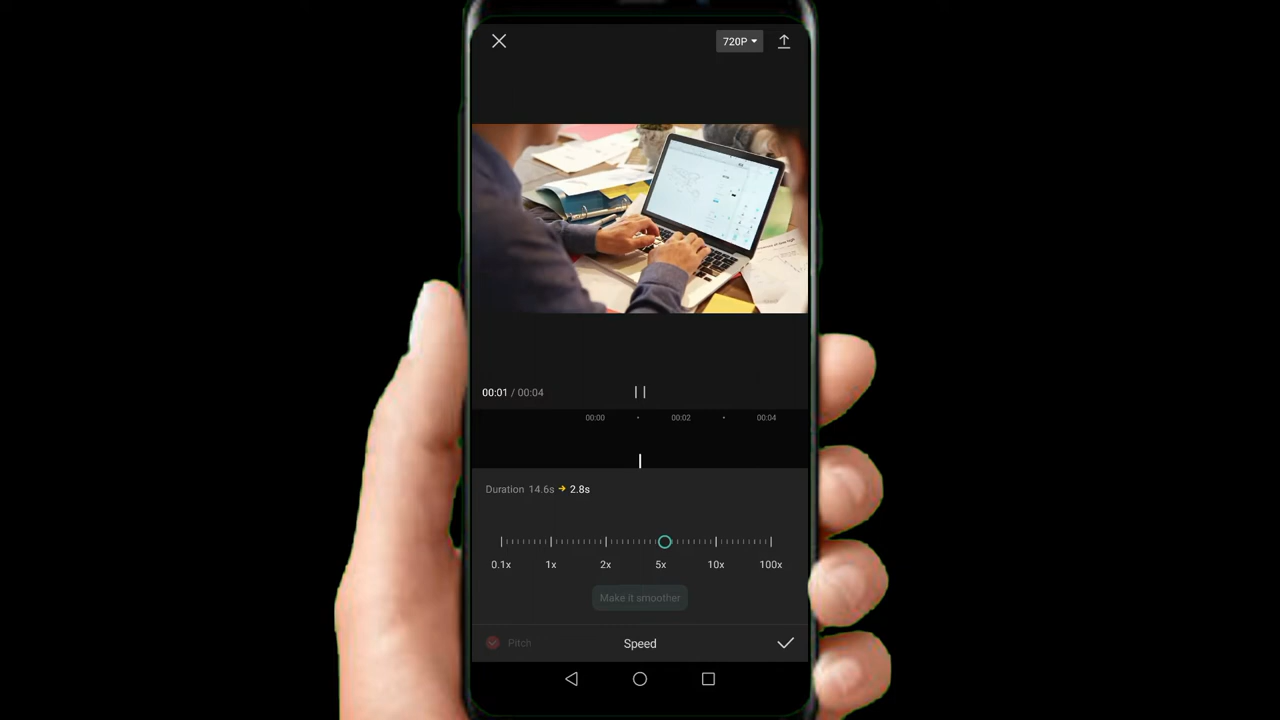 720P
00:01 / 00:04
00:00 00:02 00:04
Duration 14.6s → 2.8s
0.1x 1x 2x 5x 10x 100x
Make it smoother
Pitch Speed